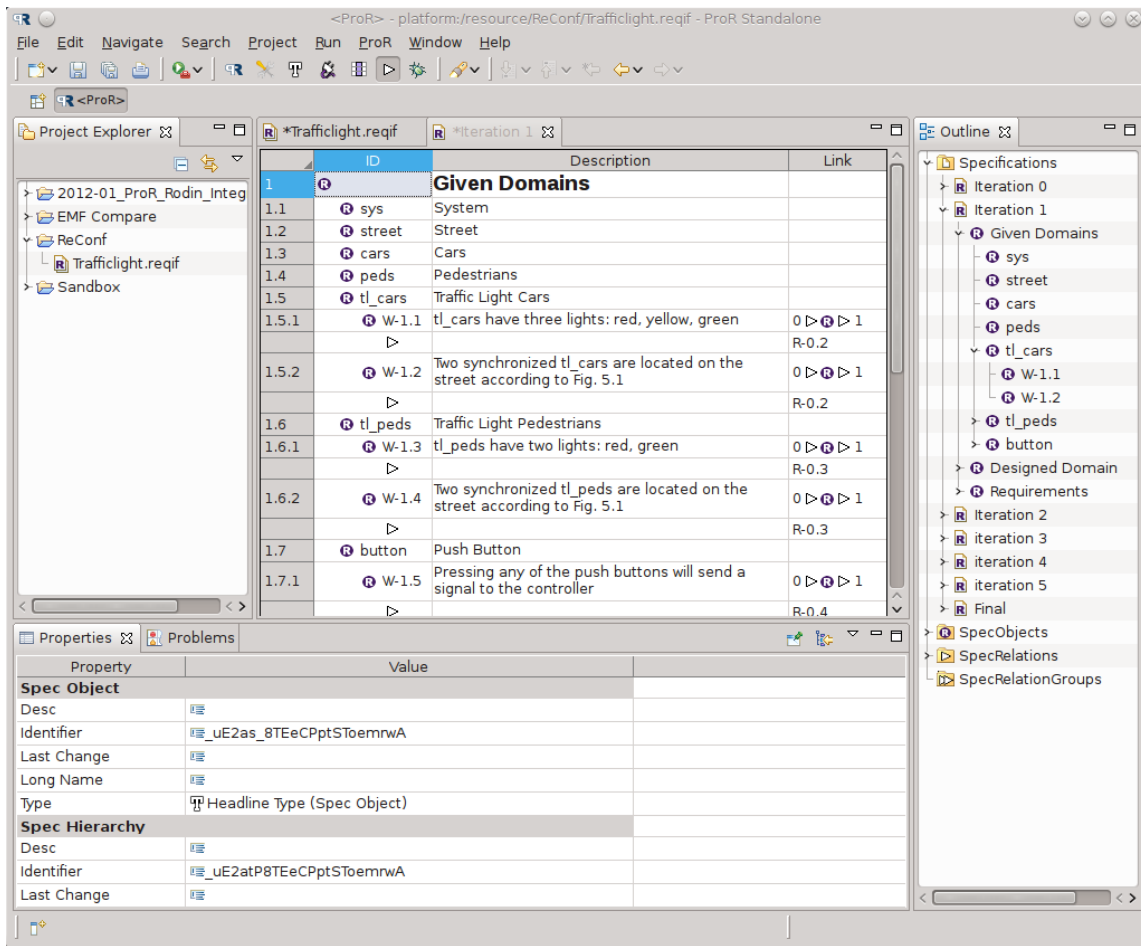 <ProR> - platform:/resource/ReConf/Trafficlight.reqif - ProR Standalone
File Edit Navigate Search Project Run ProR Window Help
<ProR>
Project Explorer
2012-01_ProR_Rodin_Integ
EMF Compare
ReConf
Trafficlight.reqif
Sandbox
*Trafficlight.reqif *Iteration 1
ID Description Link
1 Given Domains
1.1 sys System
1.2 street Street
1.3 cars Cars
1.4 peds Pedestrians
1.5 tl_cars Traffic Light Cars
1.5.1 W-1.1 tl_cars have three lights: red, yellow, green 0 ▷ R ▷ 1
▷ R-0.2
1.5.2 W-1.2 Two synchronized tl_cars are located on the
street according to Fig. 5.1 0 ▷ R ▷ 1
▷ R-0.2
1.6 tl_peds Traffic Light Pedestrians
1.6.1 W-1.3 tl_peds have two lights: red, green 0 ▷ R ▷ 1
▷ R-0.3
1.6.2 W-1.4 Two synchronized tl_peds are located on the
street according to Fig. 5.1 0 ▷ R ▷ 1
▷ R-0.3
1.7 button Push Button
1.7.1 W-1.5 Pressing any of the push buttons will send a
signal to the controller 0 ▷ R ▷ 1
▷ R-0.4
Outline
Specifications
Iteration 0
Iteration 1
Given Domains
sys
street
cars
peds
tl_cars
W-1.1
W-1.2
tl_peds
button
Designed Domain
Requirements
Iteration 2
iteration 3
iteration 4
iteration 5
Final
SpecObjects
SpecRelations
SpecRelationGroups
Properties Problems
Property Value
Spec Object
Desc
Identifier _uE2as_8TEeCPptSToemrwA
Last Change
Long Name
Type Headline Type (Spec Object)
Spec Hierarchy
Desc
Identifier _uE2atP8TEeCPptSToemrwA
Last Change